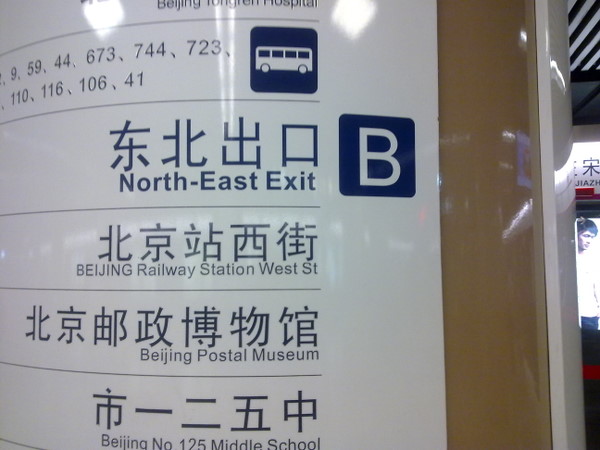 Beijing Tongren Hospital
9、59、44、673、744、723、
110、116、106、41
东北出口
B
North-East Exit
北京站西街
BEIJING Railway Station West St
北京邮政博物馆
Beijing Postal Museum
市一二五中
Beijing No.125 Middle School
宋
JIAZH